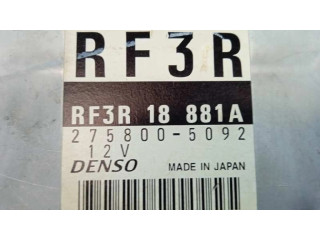 RF3R
RF3R 18 881A
275800-5092
12V
DENSO MADE IN JAPAN